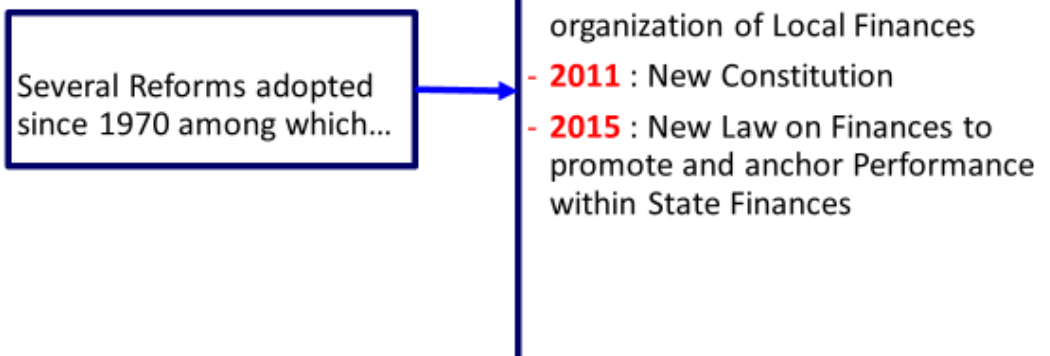 Several Reforms adopted
since 1970 among which...
organization of Local Finances
- 2011 : New Constitution
- 2015 : New Law on Finances to
promote and anchor Performance
within State Finances